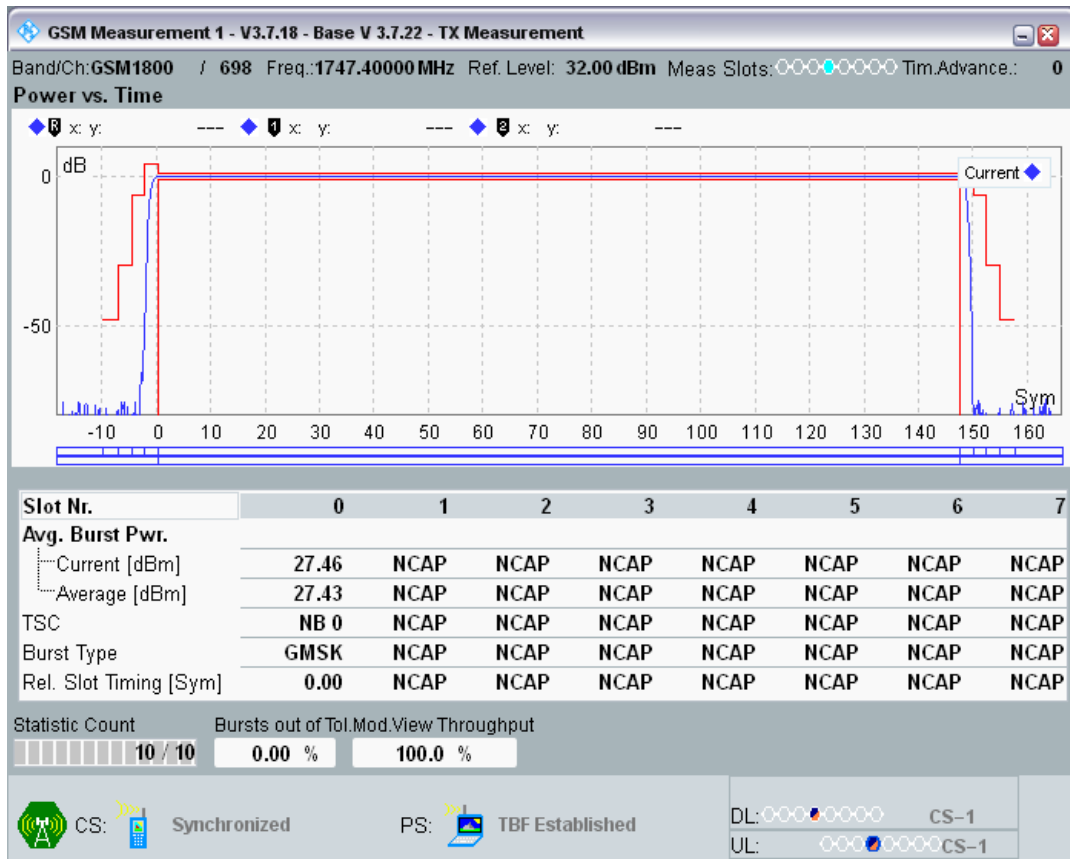 GSM Measurement 1 - V3.7.18 - Base V 3.7.22 - TX Measurement
Band/Ch:GSM1800 / 698 Freq.:1747.40000 MHz Ref. Level: 32.00 dBm Meas Slots: Tim.Advance.: 0
Power vs. Time
R x: y: --- 1 x: y: --- 2 x: y: ---
dB
Current
0
-50
Sym
-10 0 10 20 30 40 50 60 70 80 90 100 110 120 130 140 150 160
Slot Nr. 0 1 2 3 4 5 6 7
Avg. Burst Pwr.
Current [dBm] 27.46 NCAP NCAP NCAP NCAP NCAP NCAP NCAP
Average [dBm] 27.43 NCAP NCAP NCAP NCAP NCAP NCAP NCAP
TSC NB 0 NCAP NCAP NCAP NCAP NCAP NCAP NCAP
Burst Type GMSK NCAP NCAP NCAP NCAP NCAP NCAP NCAP
Rel. Slot Timing [Sym] 0.00 NCAP NCAP NCAP NCAP NCAP NCAP NCAP
Statistic Count Bursts out of Tol.Mod.View Throughput
10 / 10 0.00 % 100.0 %
CS: Synchronized PS: TBF Established
DL: CS-1
UL: CS-1